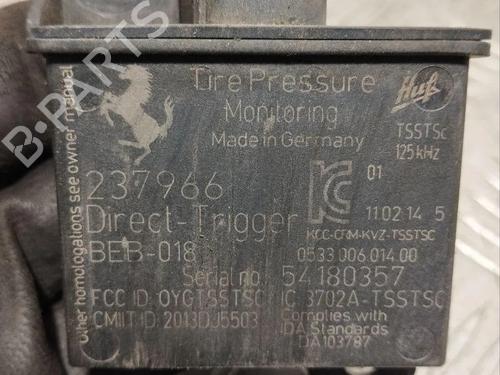 Tire Pressure
Monitoring
Made in Germany
Huf
TSSTSc
125 kHz
237966
Direct-Trigger
BEB-018
01
11 02 14 5
KCC-CRM-KVZ-TSSTSC
0533 006 014 00
Serial no. 54180357
FCC ID: OYGTSSTSC IC 3702A-TSSTSC
CMIIT ID: 2013DJ5503
Complies with
IDA Standards
DA103787
Other homologations see owner manual
B-PARTS